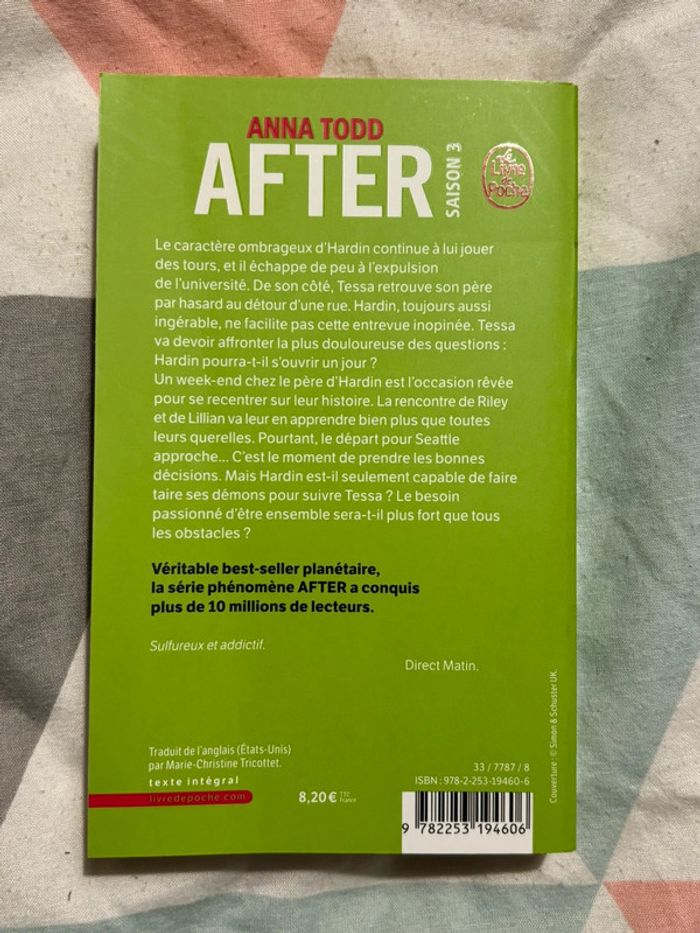 ANNA TODD
AFTER
SAISON 3
Le
Livre
de
Poche
Le caractère ombrageux d'Hardin continue à lui jouer
des tours, et il échappe de peu à l'expulsion
de l'université. De son côté, Tessa retrouve son père
par hasard au détour d'une rue. Hardin, toujours aussi
ingérable, ne facilite pas cette entrevue inopinée. Tessa
va devoir affronter la plus douloureuse des questions :
Hardin pourra-t-il s'ouvrir un jour ?
Un week-end chez le père d'Hardin est l'occasion rêvée
pour se recentrer sur leur histoire. La rencontre de Riley
et de Lillian va leur en apprendre bien plus que toutes
leurs querelles. Pourtant, le départ pour Seattle
approche... C'est le moment de prendre les bonnes
décisions. Mais Hardin est-il seulement capable de faire
taire ses démons pour suivre Tessa ? Le besoin
passionné d'être ensemble sera-t-il plus fort que tous
les obstacles ?
Véritable best-seller planétaire,
la série phénomène AFTER a conquis
plus de 10 millions de lecteurs.
Sulfureux et addictif.
Direct Matin.
Traduit de l'anglais (États-Unis)
par Marie-Christine Tricottet.
texte intégral
livredepoche.com
8,20 € TTC
France
33 / 7787 / 8
ISBN : 978-2-253-19460-6
9 782253 194606
Couverture : © Simon & Schuster UK.